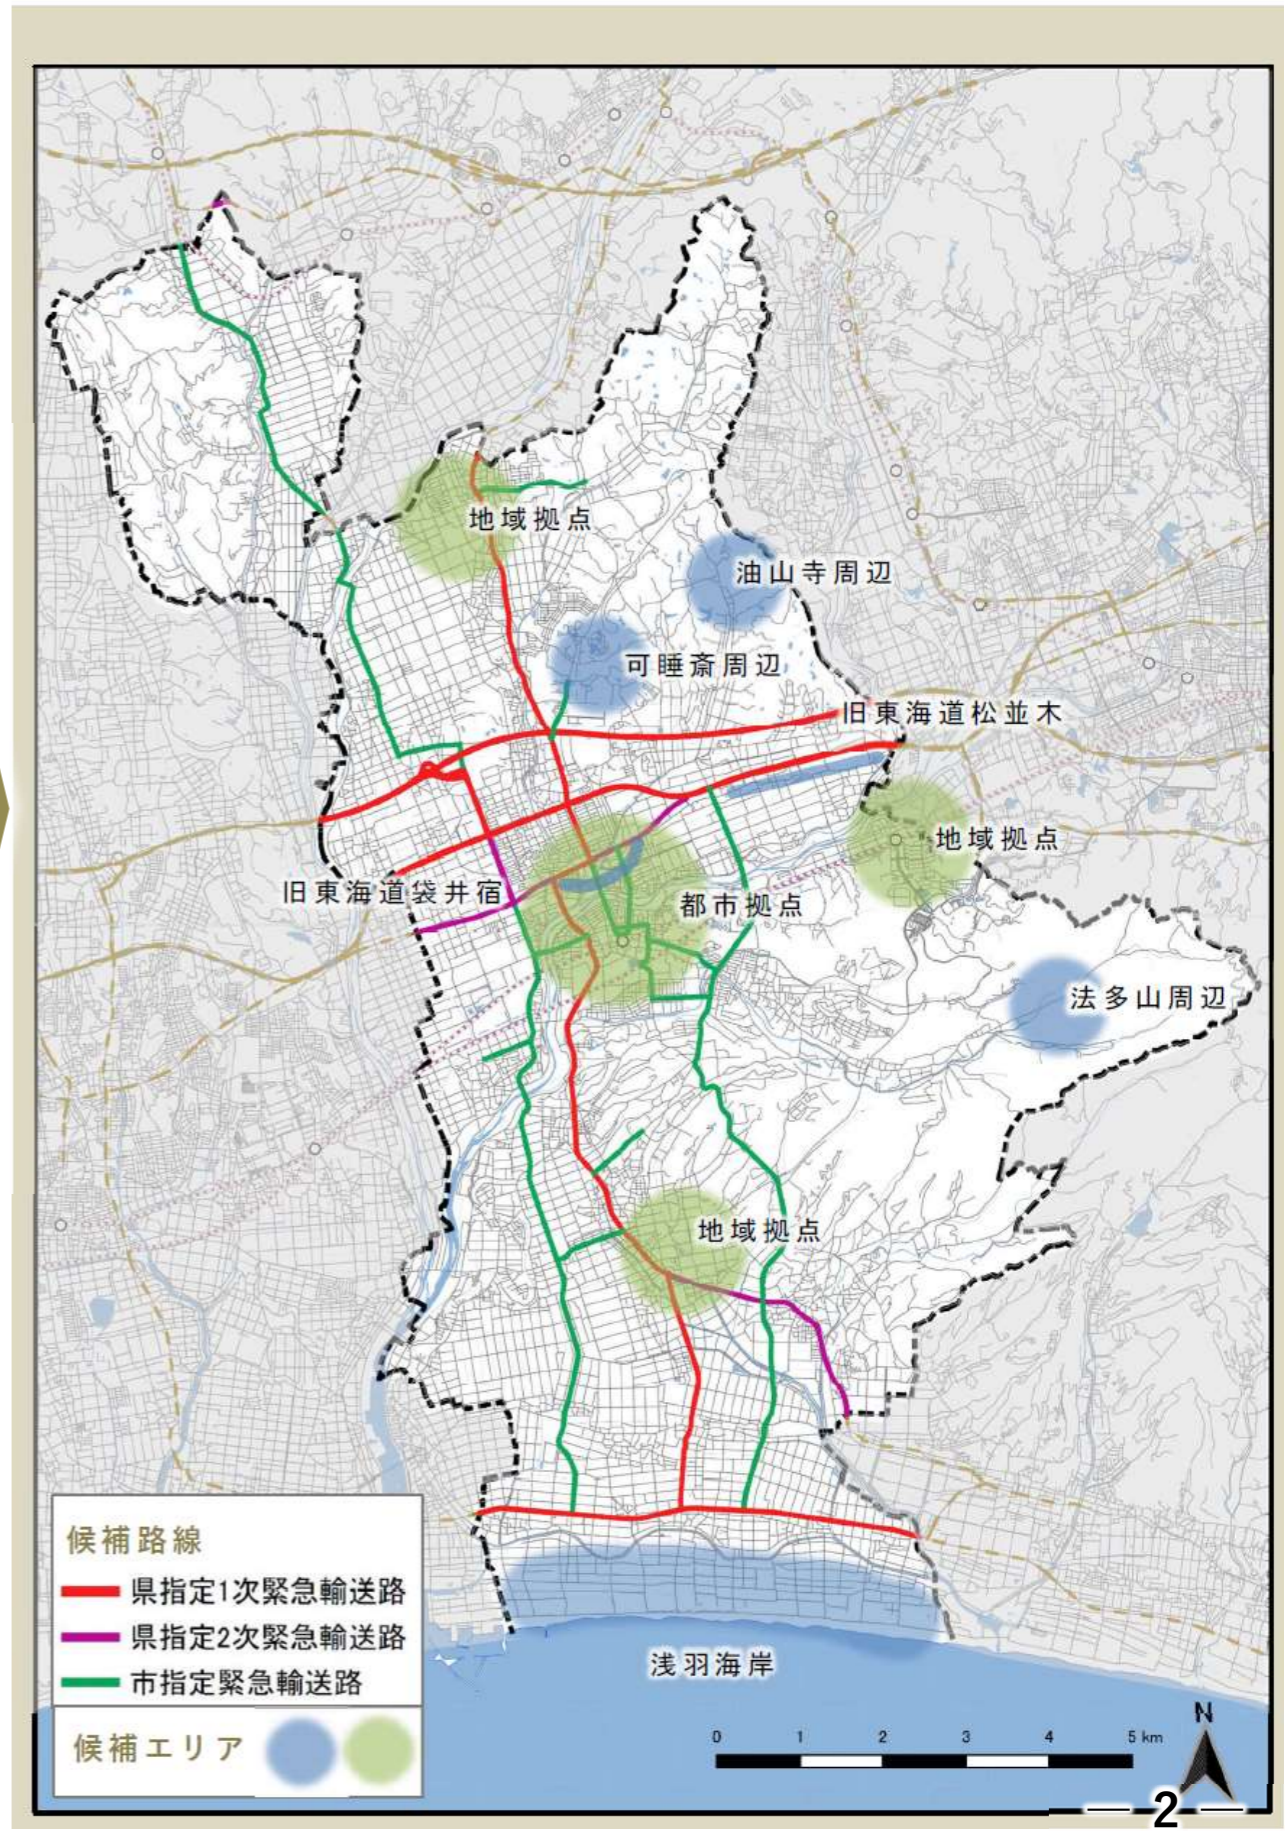 地域拠点
油山寺周辺
可睡斎周辺
旧東海道松並木
地域拠点
旧東海道袋井宿
都市拠点
法多山周辺
地域拠点
候補路線
県指定1次緊急輸送路
県指定2次緊急輸送路
市指定緊急輸送路
候補エリア
浅羽海岸
N
0 1 2 3 4 5 km
— 2 —